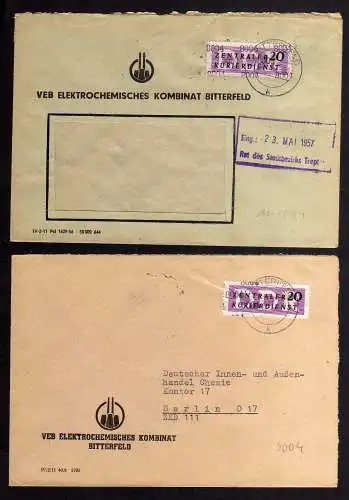 ZENTRALER 20
KURIERDIENST
VEB ELEKTROCHEMISCHES KOMBINAT BITTERFELD
Eing.: 23. MAI 1957
Rat des Stadtbezirks Trept
ZENTRALER 20
KURIERDIENST
Deutscher Innen- und Außen-
handel Chemie
Kontor 17
Berlin O 17
ZKD 111
VEB ELEKTROCHEMISCHES KOMBINAT
BITTERFELD
9004